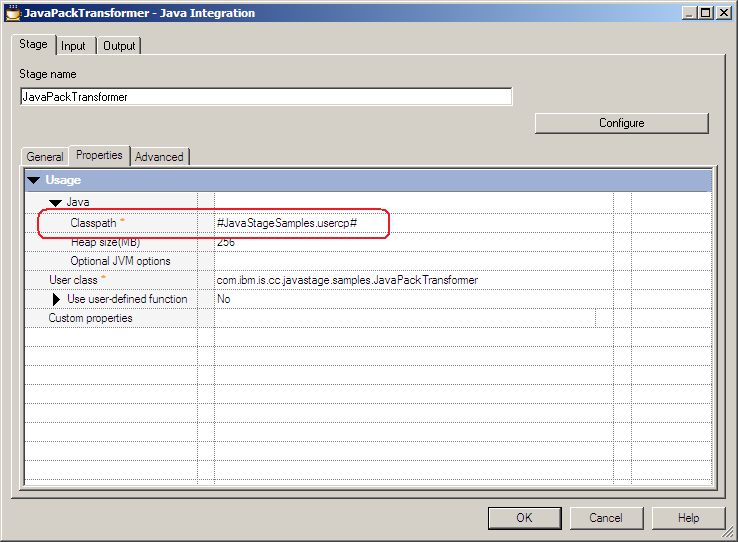 JavaPackTransformer - Java Integration
Stage Input Output
Stage name
JavaPackTransformer
Configure
General Properties Advanced
Usage
Java
Classpath * #JavaStageSamples.usercp#
Heap size(MB) 256
Optional JVM options
User class * com.ibm.is.cc.javastage.samples.JavaPackTransformer
Use user-defined function No
Custom properties
OK Cancel Help